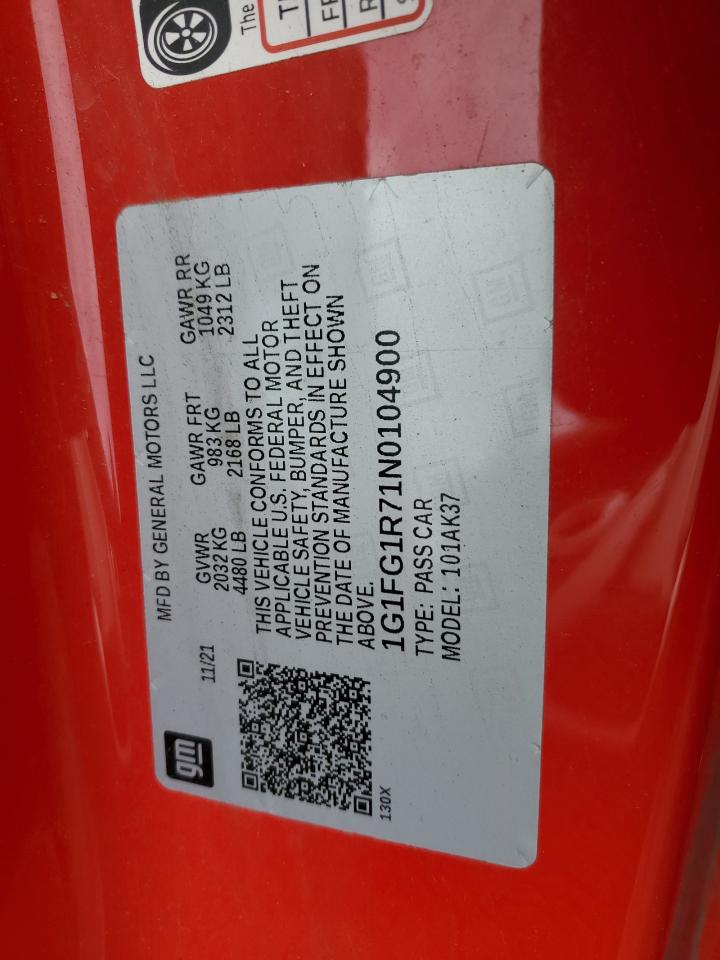 gm
MFD BY GENERAL MOTORS LLC
11/21
GVWR GAWR FRT GAWR RR
2032 KG 983 KG 1049 KG
4480 LB 2168 LB 2312 LB
THIS VEHICLE CONFORMS TO ALL
APPLICABLE U.S. FEDERAL MOTOR
VEHICLE SAFETY, BUMPER, AND THEFT
PREVENTION STANDARDS IN EFFECT ON
THE DATE OF MANUFACTURE SHOWN
ABOVE.
1G1FG1R71N0104900
TYPE: PASS CAR
MODEL: 101AK37
130X
The